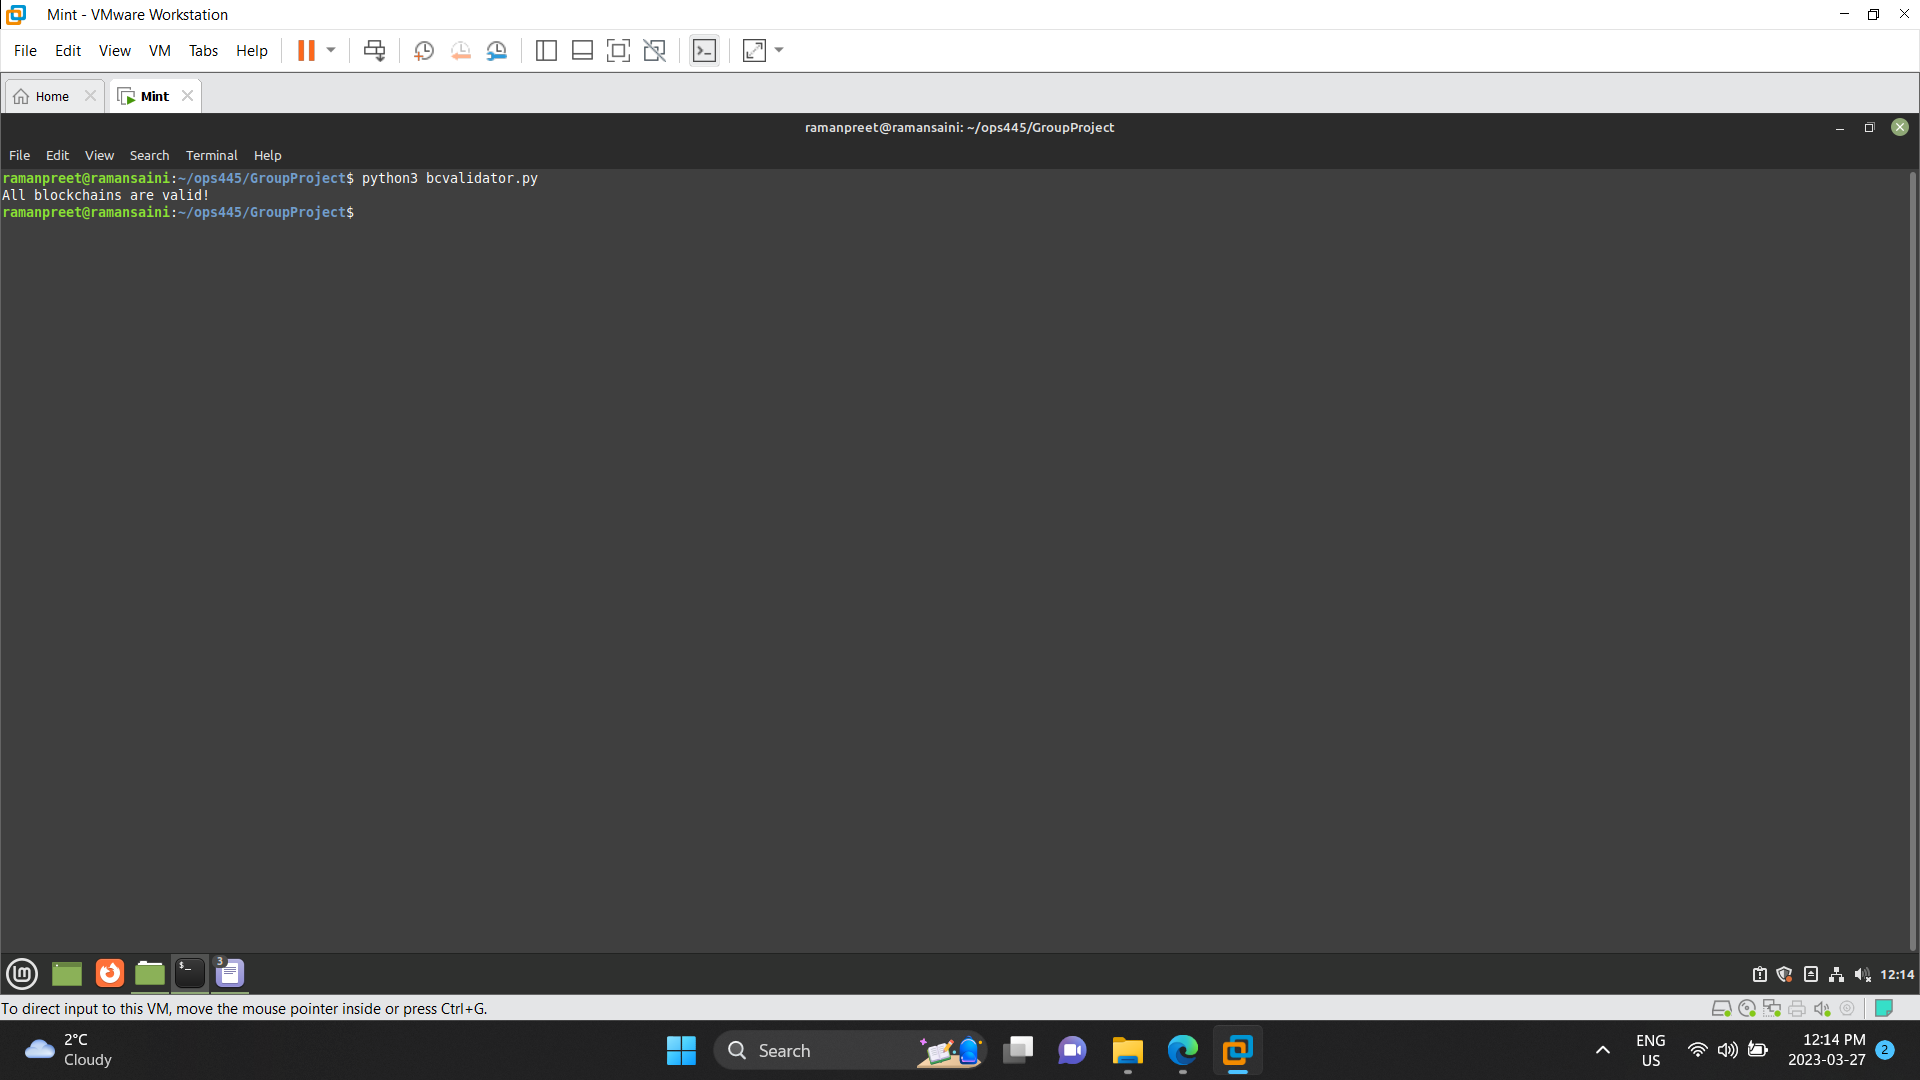 Mint - VMware Workstation
File Edit View VM Tabs Help
Home Mint
ramanpreet@ramansaini: ~/ops445/GroupProject
File Edit View Search Terminal Help
ramanpreet@ramansaini:~/ops445/GroupProject$ python3 bcvalidator.py
All blockchains are valid!
ramanpreet@ramansaini:~/ops445/GroupProject$
$_ 3
12:14
To direct input to this VM, move the mouse pointer inside or press Ctrl+G.
2°C
Cloudy
Search
ENG
US
12:14 PM
2023-03-27
2